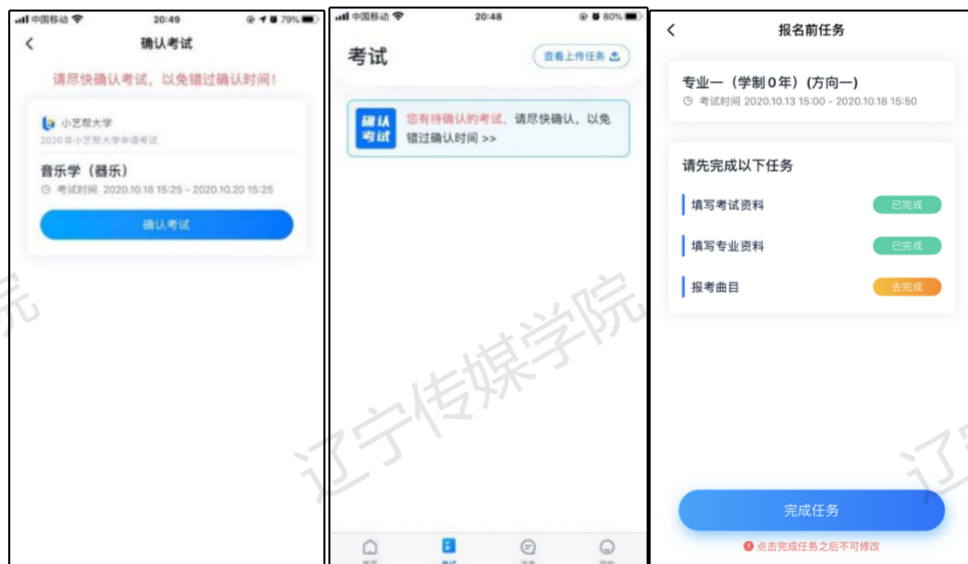 中国移动 20:49 79%
确认考试
请尽快确认考试，以免错过确认时间！
小艺帮大学
2020年小艺帮大学申请考试
音乐学（器乐）
考试时间 2020.10.18 15:25 - 2020.10.20 15:25
确认考试
中国移动 20:48 80%
考试
查看上传任务
确认
考试
您有待确认的考试，请尽快确认，以免
错过确认时间 >>
报名前任务
专业一（学制0年）(方向一)
考试时间 2020.10.13 15:00 - 2020.10.18 15:50
请先完成以下任务
填写考试资料 已完成
填写专业资料 已完成
报考曲目 去完成
完成任务
点击完成任务之后不可修改
辽宁传媒学院
院
辽宁